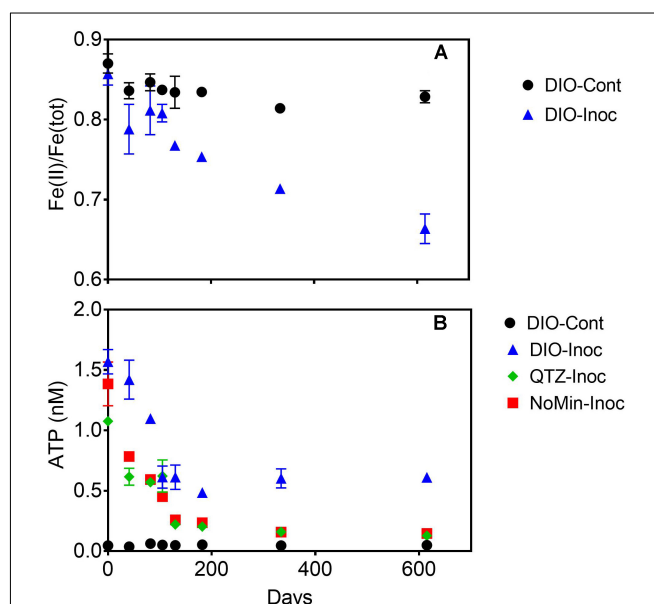 0.9
A
0.8
0.7
0.6
Fe(II)/Fe(tot)
DIO-Cont
DIO-Inoc
2.0
B
1.5
1.0
0.5
0.0
ATP (nM)
0 200 400 600
Days
DIO-Cont
DIO-Inoc
QTZ-Inoc
NoMin-Inoc